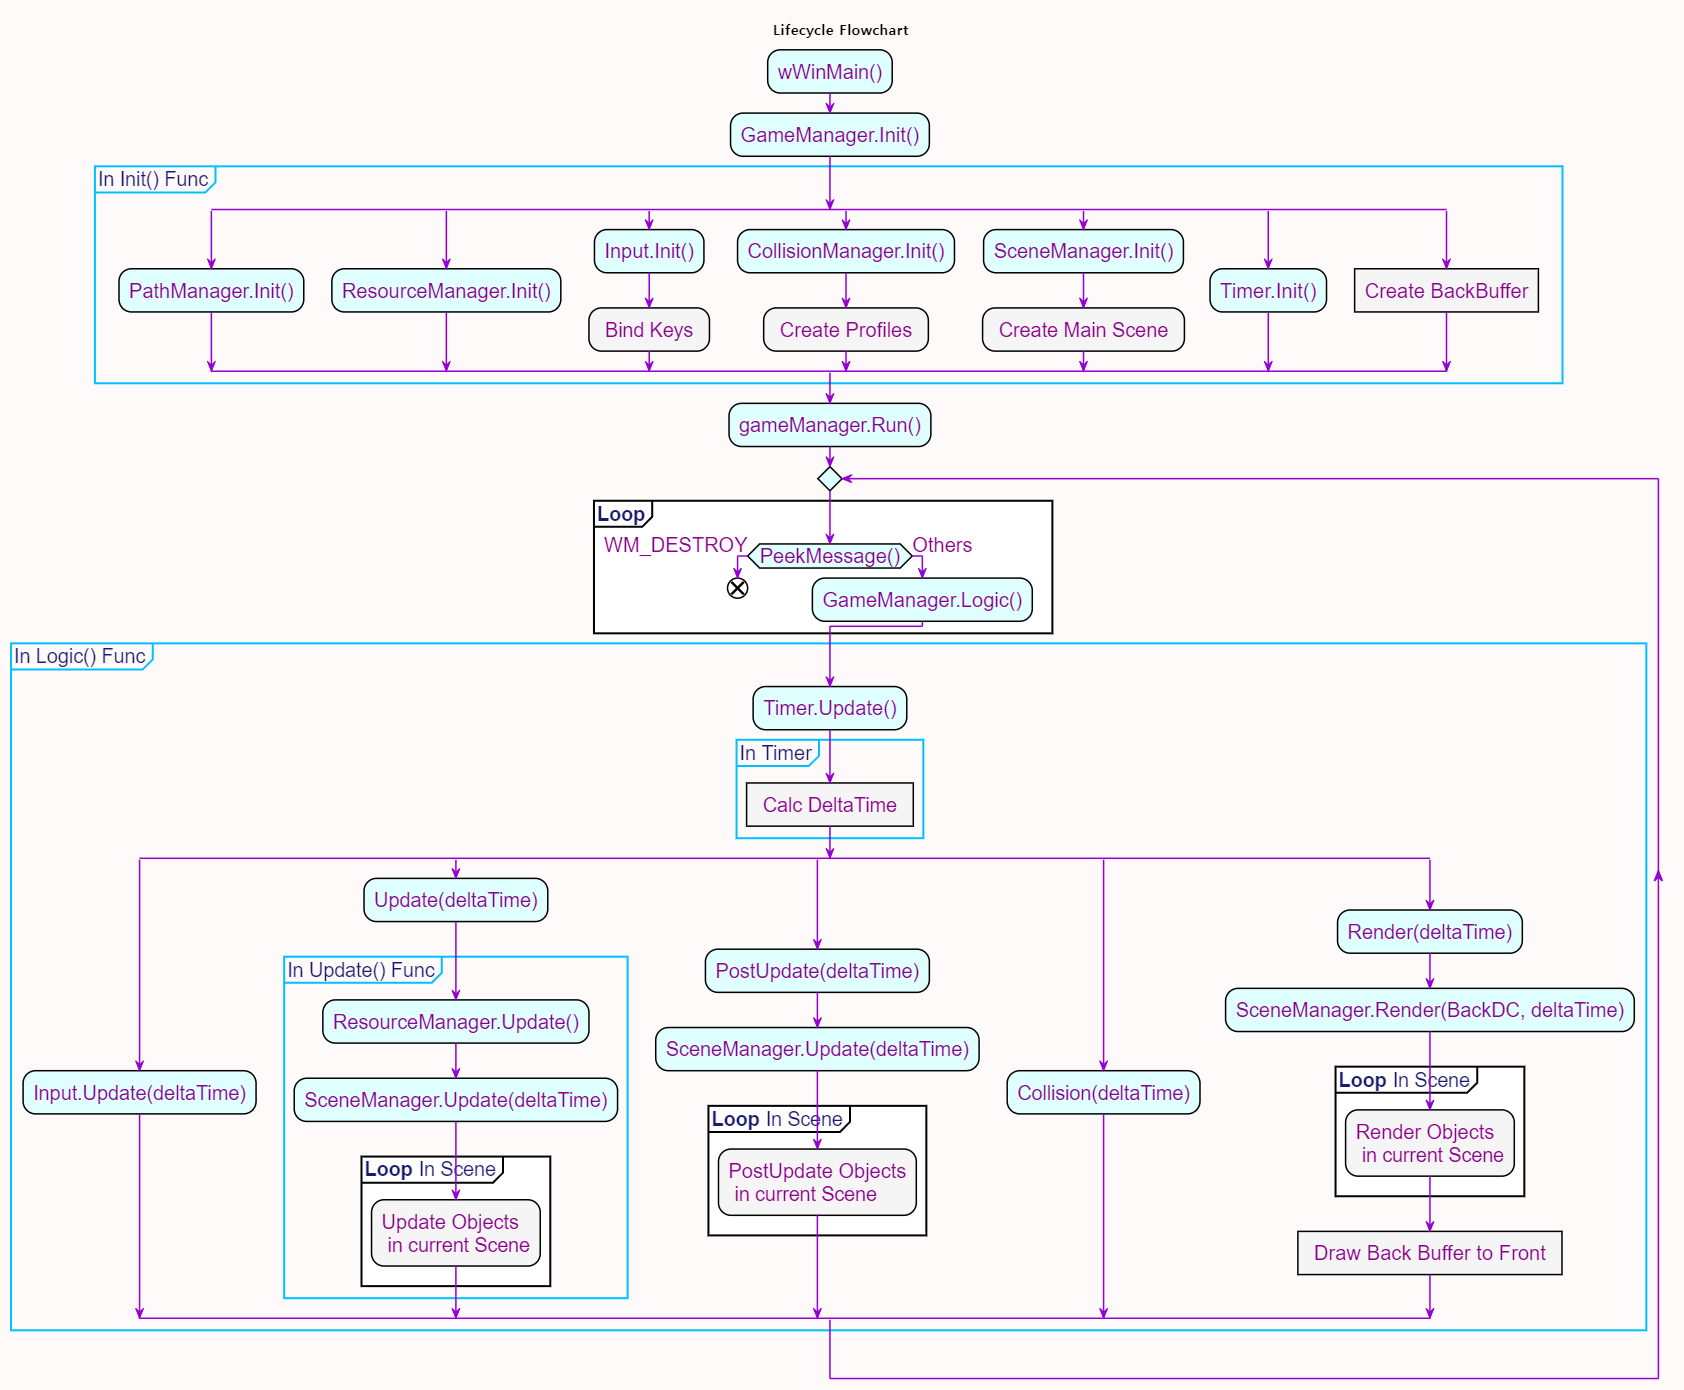 Lifecycle Flowchart
wWinMain()
GameManager.Init()
In Init() Func
PathManager.Init()
ResourceManager.Init()
Input.Init()
Bind Keys
CollisionManager.Init()
Create Profiles
SceneManager.Init()
Create Main Scene
Timer.Init()
Create BackBuffer
gameManager.Run()
Loop
WM_DESTROY
PeekMessage()
Others
GameManager.Logic()
In Logic() Func
Timer.Update()
In Timer
Calc DeltaTime
Input.Update(deltaTime)
Update(deltaTime)
In Update() Func
ResourceManager.Update()
SceneManager.Update(deltaTime)
Loop In Scene
Update Objects
in current Scene
PostUpdate(deltaTime)
SceneManager.Update(deltaTime)
Loop In Scene
PostUpdate Objects
in current Scene
Collision(deltaTime)
Render(deltaTime)
SceneManager.Render(BackDC, deltaTime)
Loop In Scene
Render Objects
in current Scene
Draw Back Buffer to Front